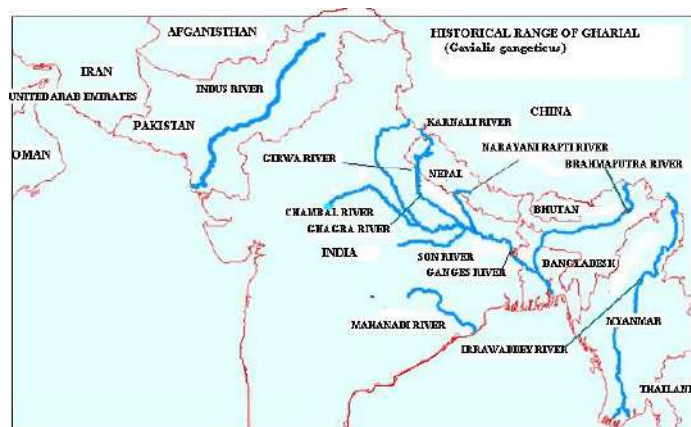 AFGANISTHAN
HISTORICAL RANGE OF GHARIAL
(Gavialis gangeticus)
IRAN
INDUS RIVER
UNITED ARAB EMIRATES
CHINA
PAKISTAN
KARNALI RIVER
OMAN
NARAYANI RAPTI RIVER
GIRWA RIVER
NEPAL
BRAHMAPUTRA RIVER
CHAMBAL RIVER
BHUTAN
GHAGRA RIVER
INDIA
SON RIVER
BANGLADESH
GANGES RIVER
MAHANADI RIVER
MYANMAR
IRRAWADDEY RIVER
THAILAND